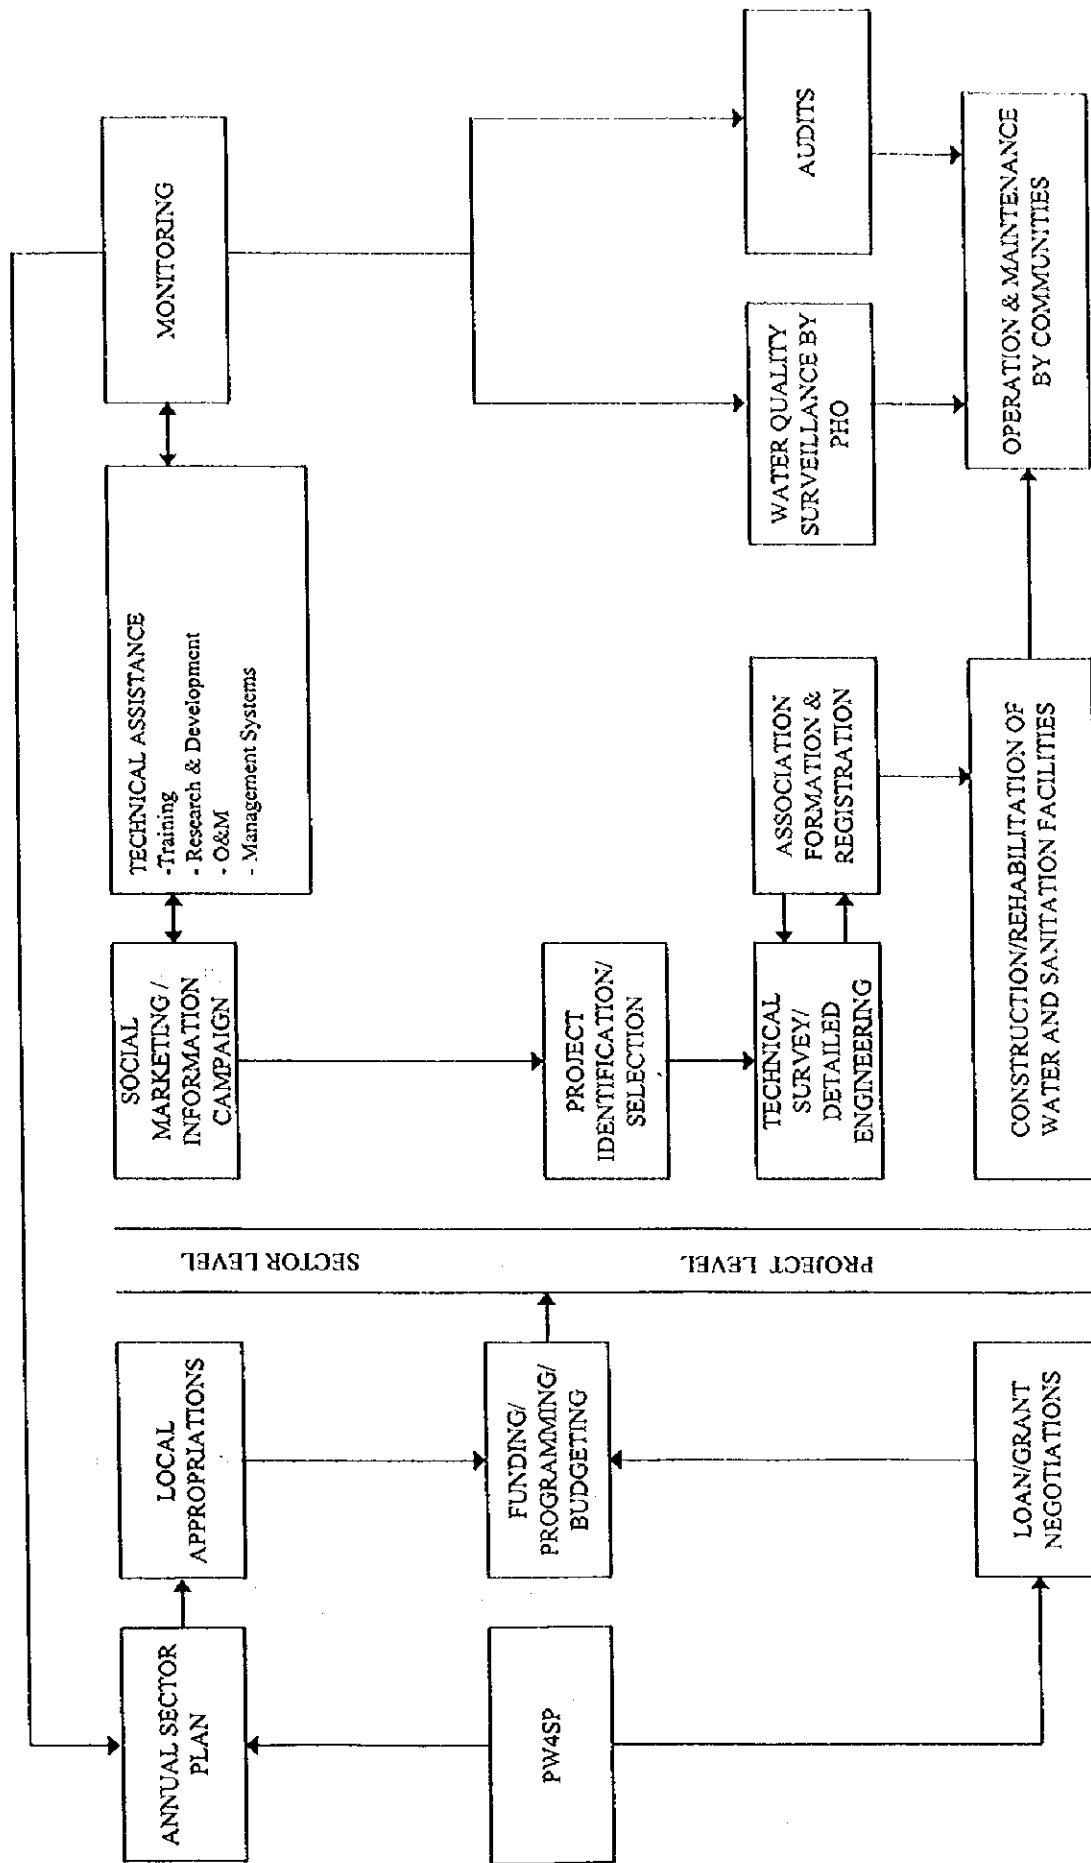 ANNUAL SECTOR
PLAN
LOCAL
APPROPRIATIONS
PW4SP
FUNDING/
PROGRAMMING/
BUDGETING
LOAN/GRANT
NEGOTIATIONS
SECTOR LEVEL
PROJECT LEVEL
SOCIAL
MARKETING /
INFORMATION
CAMPAIGN
TECHNICAL ASSISTANCE
-Training
- Research & Development
- O&M
- Management Systems
MONITORING
PROJECT
IDENTIFICATION/
SELECTION
TECHNICAL
SURVEY/
DETAILED
ENGINEERING
ASSOCIATION
FORMATION &
REGISTRATION
WATER QUALITY
SURVEILLANCE BY
PHO
AUDITS
CONSTRUCTION/REHABILITATION OF
WATER AND SANITATION FACILITIES
OPERATION & MAINTENANCE
BY COMMUNITIES